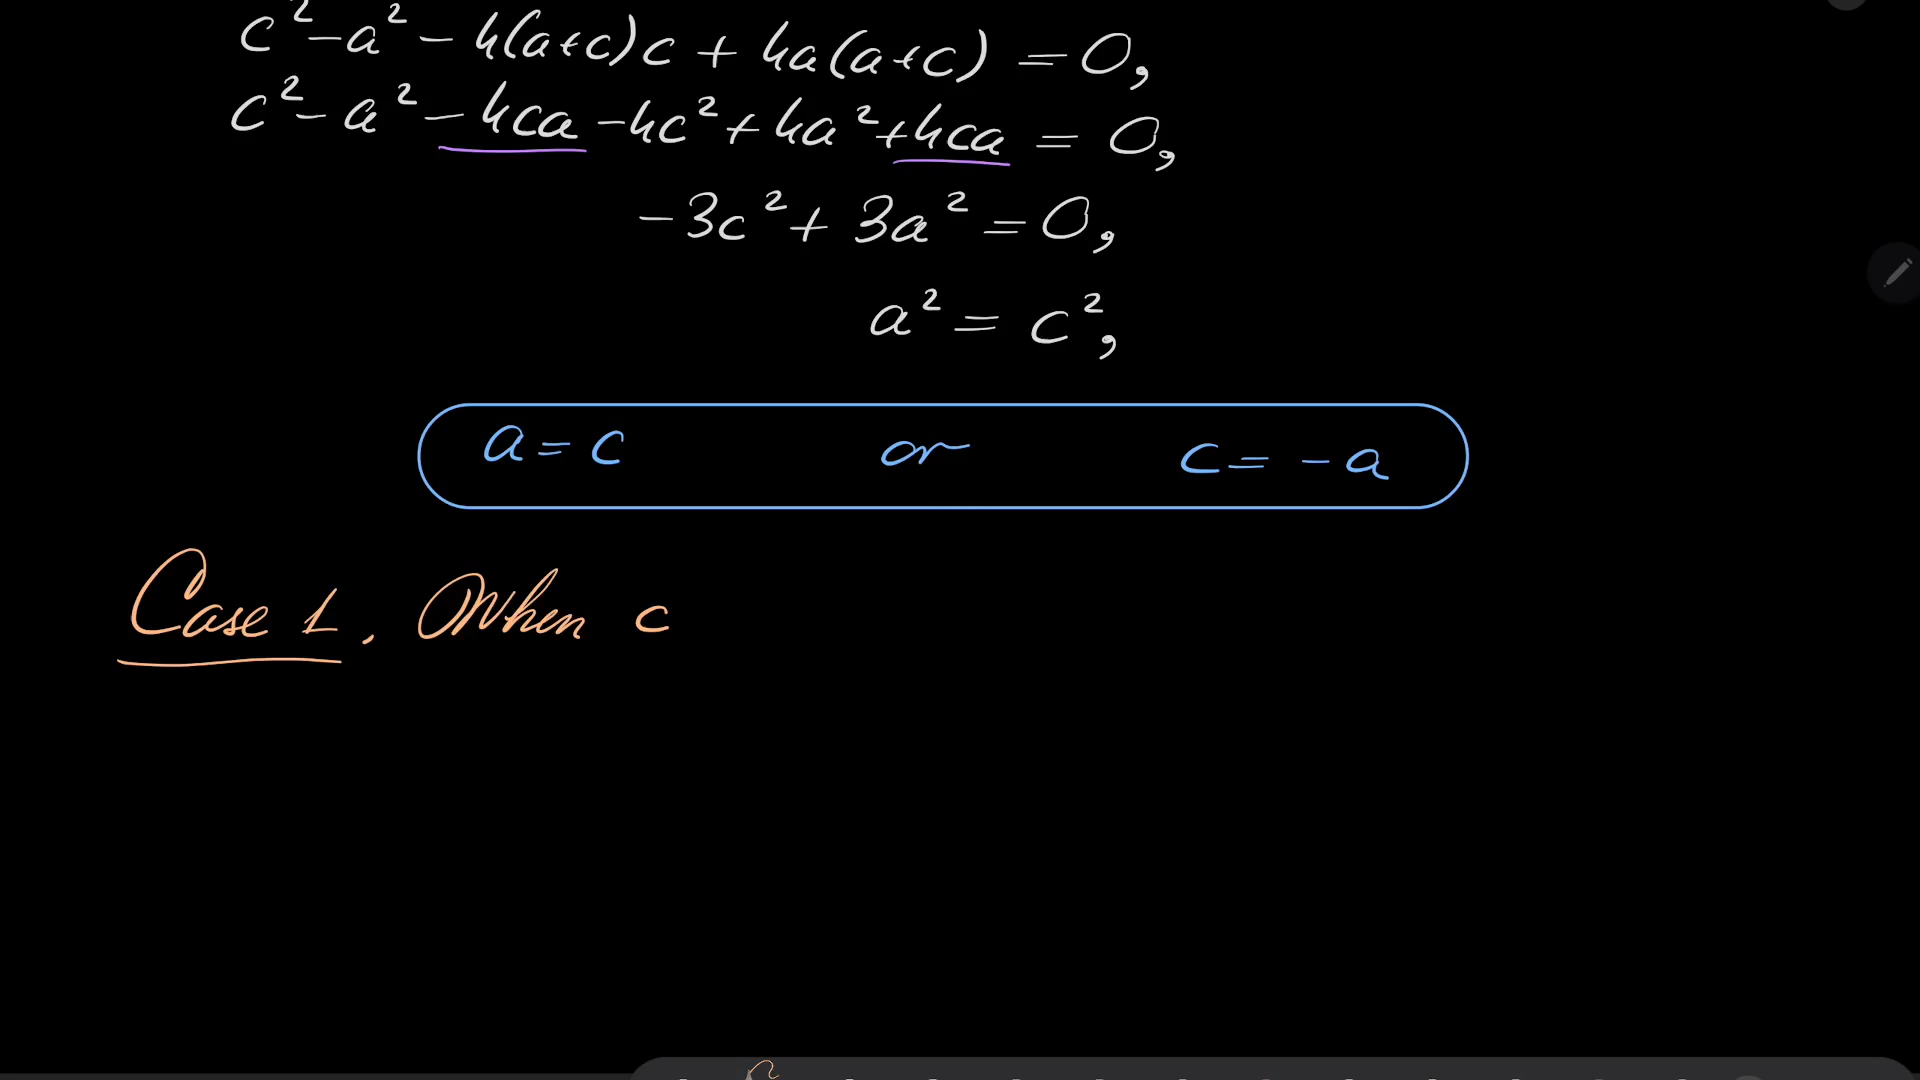 c² - a² - 4(a+c)c + 4a(a+c) = 0,
c² - a² - 4ca - 4c² + 4a² + 4ca = 0,
-3c² + 3a² = 0,
a² = c²,
a = c or c = -a
Case 1, When c